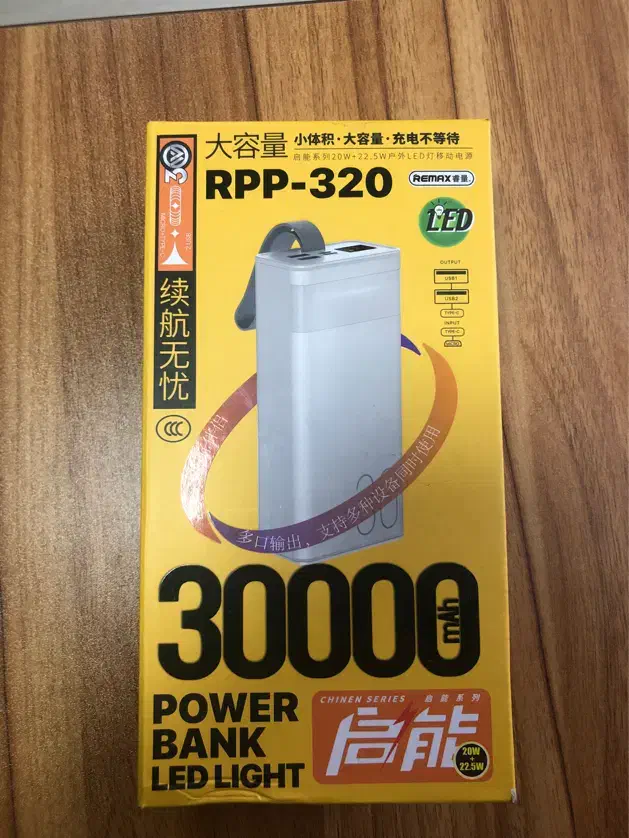 大容量
小体积·大容量·充电不等待
启能系列20W+22.5W户外LED灯移动电源
RPP-320
REMAX睿量
LED
OUTPUT
USB1
USB2
TYPE-C
INPUT
TYPE-C
MICRO
续航无忧
CCC
多口输出、支持多种设备同时使用
30000mAh
POWER
BANK
LED LIGHT
CHINEN SERIES 启能系列
启能
20W
+
22.5W